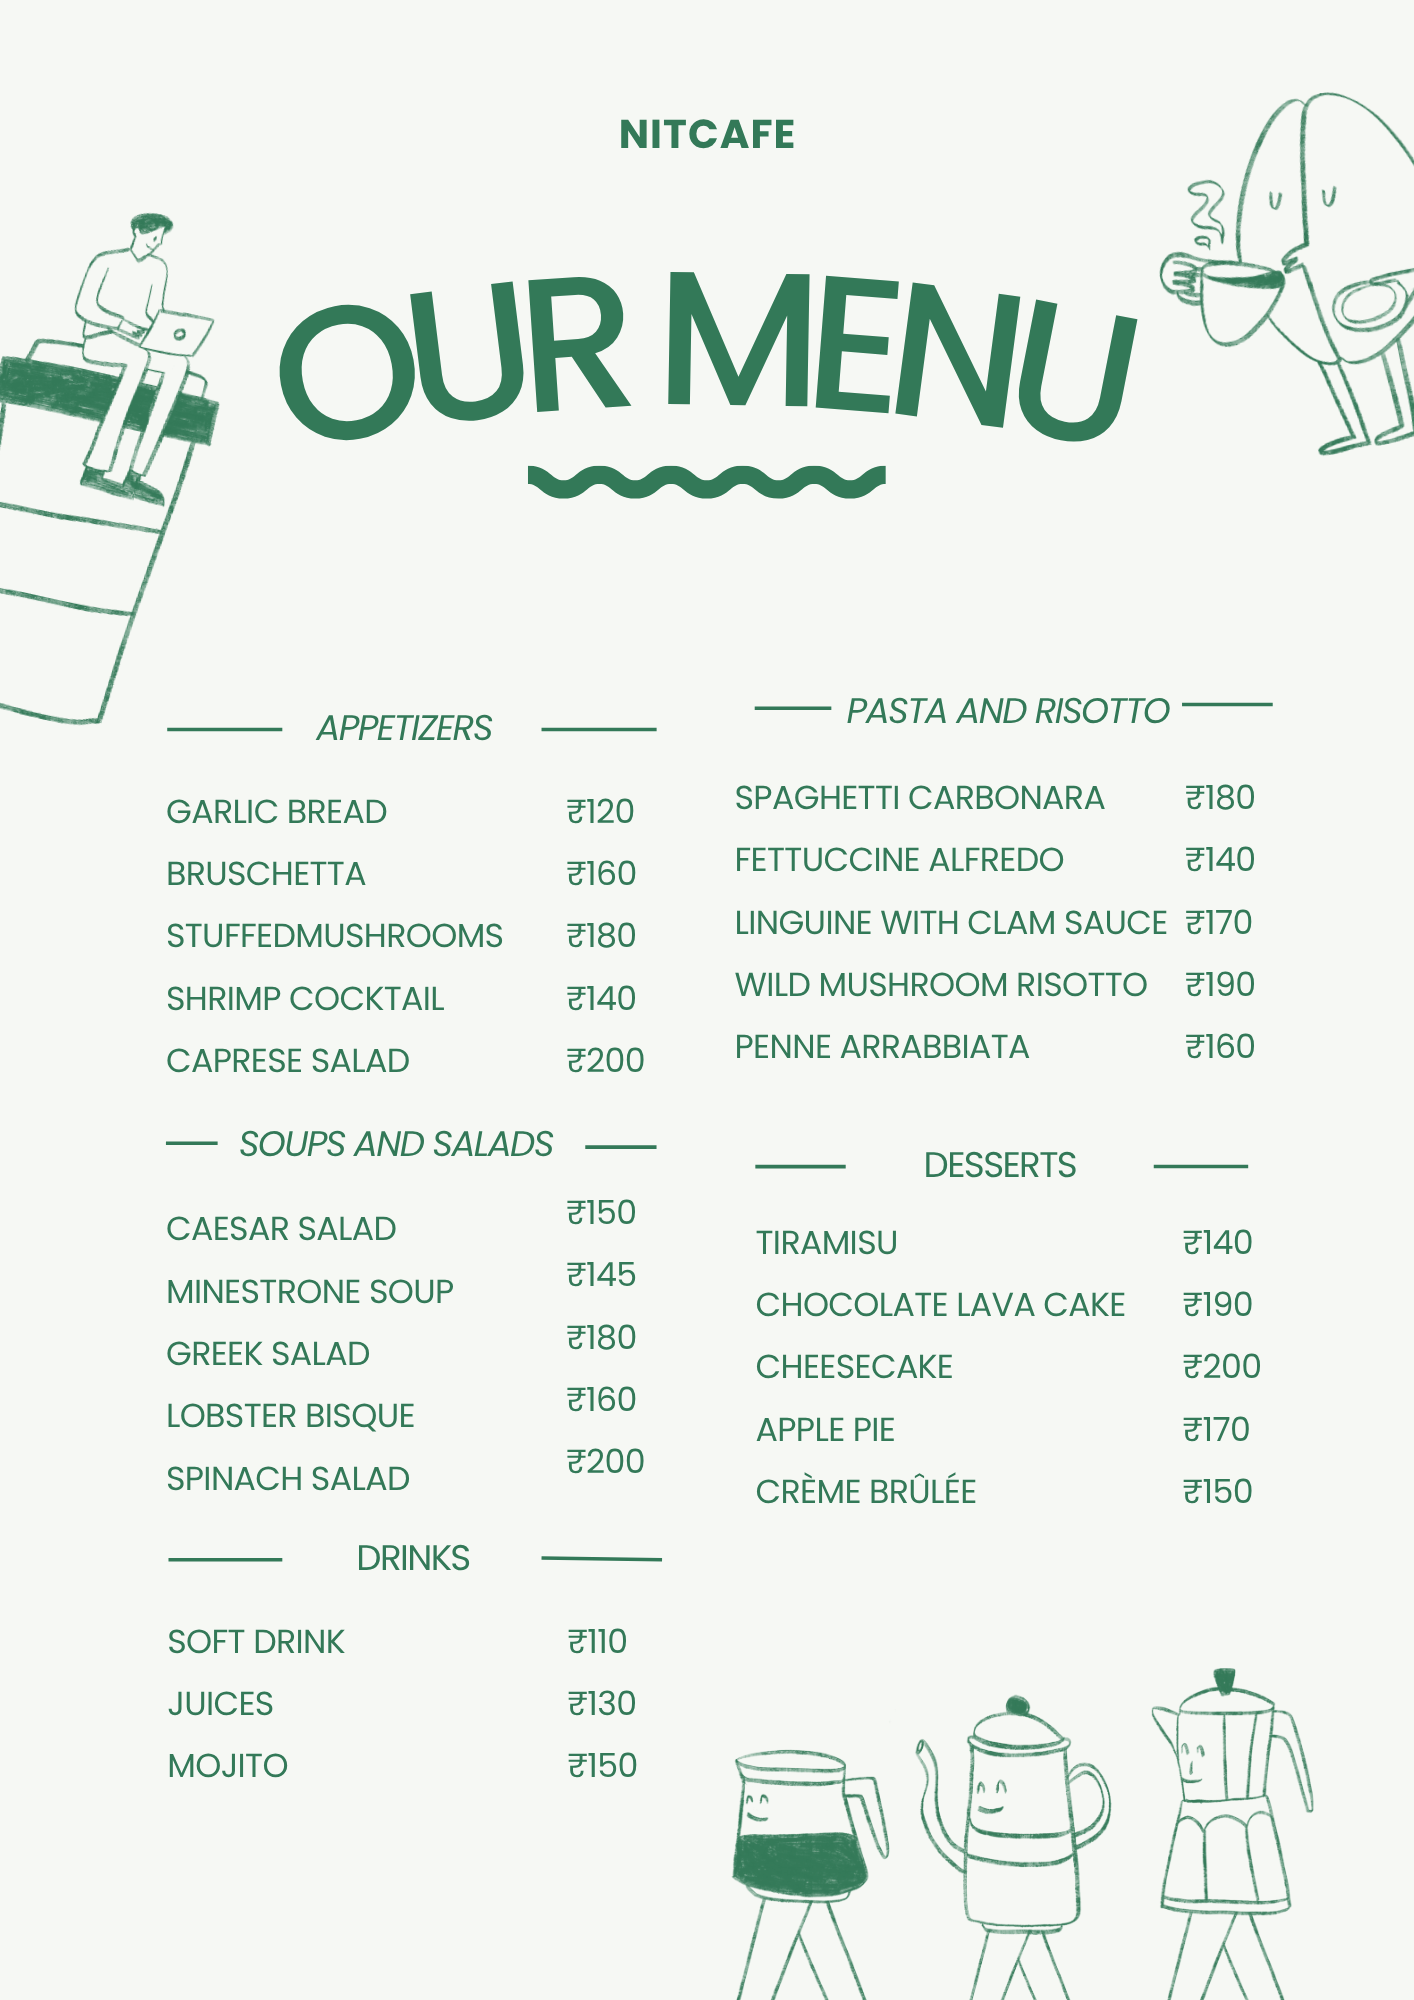 NITCAFE
OUR MENU
APPETIZERS
GARLIC BREAD ₹120
BRUSCHETTA ₹160
STUFFEDMUSHROOMS ₹180
SHRIMP COCKTAIL ₹140
CAPRESE SALAD ₹200
SOUPS AND SALADS
CAESAR SALAD ₹150
MINESTRONE SOUP ₹145
GREEK SALAD ₹180
LOBSTER BISQUE ₹160
SPINACH SALAD ₹200
DRINKS
SOFT DRINK ₹110
JUICES ₹130
MOJITO ₹150
PASTA AND RISOTTO
SPAGHETTI CARBONARA ₹180
FETTUCCINE ALFREDO ₹140
LINGUINE WITH CLAM SAUCE ₹170
WILD MUSHROOM RISOTTO ₹190
PENNE ARRABBIATA ₹160
DESSERTS
TIRAMISU ₹140
CHOCOLATE LAVA CAKE ₹190
CHEESECAKE ₹200
APPLE PIE ₹170
CRÈME BRÛLÉE ₹150